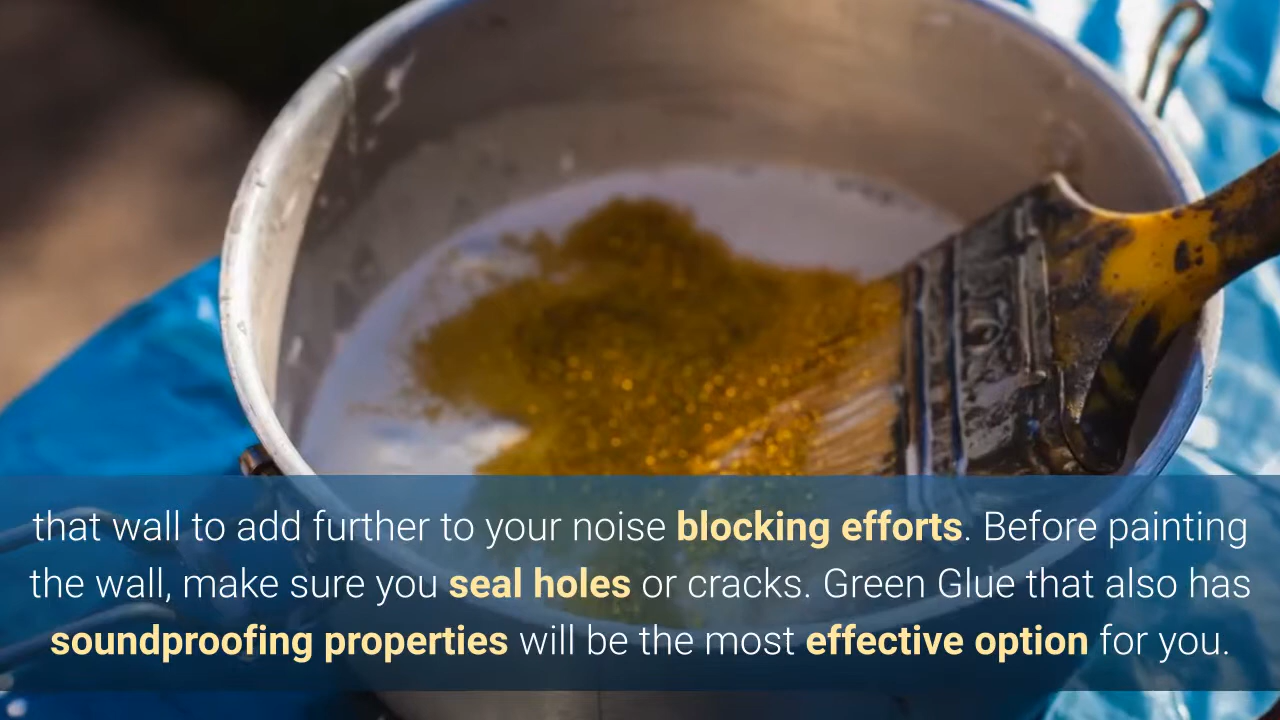 that wall to add further to your noise blocking efforts. Before painting
the wall, make sure you seal holes or cracks. Green Glue that also has
soundproofing properties will be the most effective option for you.